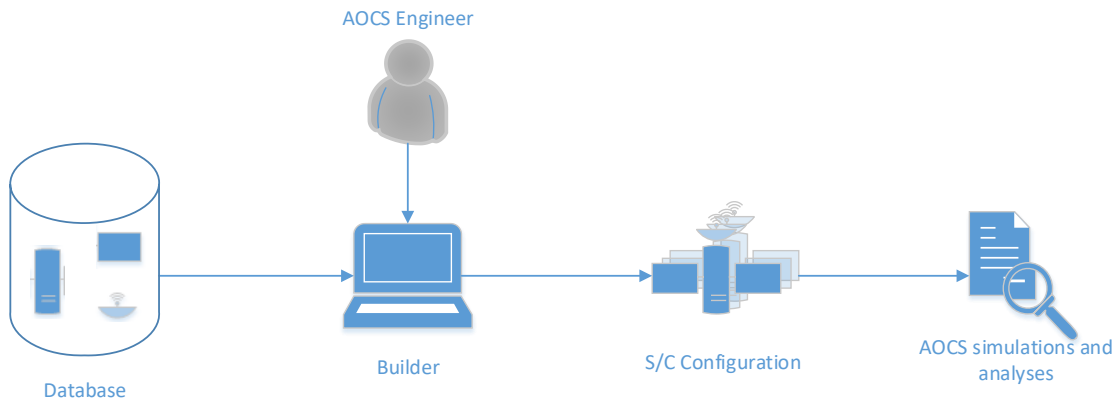 AOCS Engineer
Database
Builder
S/C Configuration
AOCS simulations and
analyses